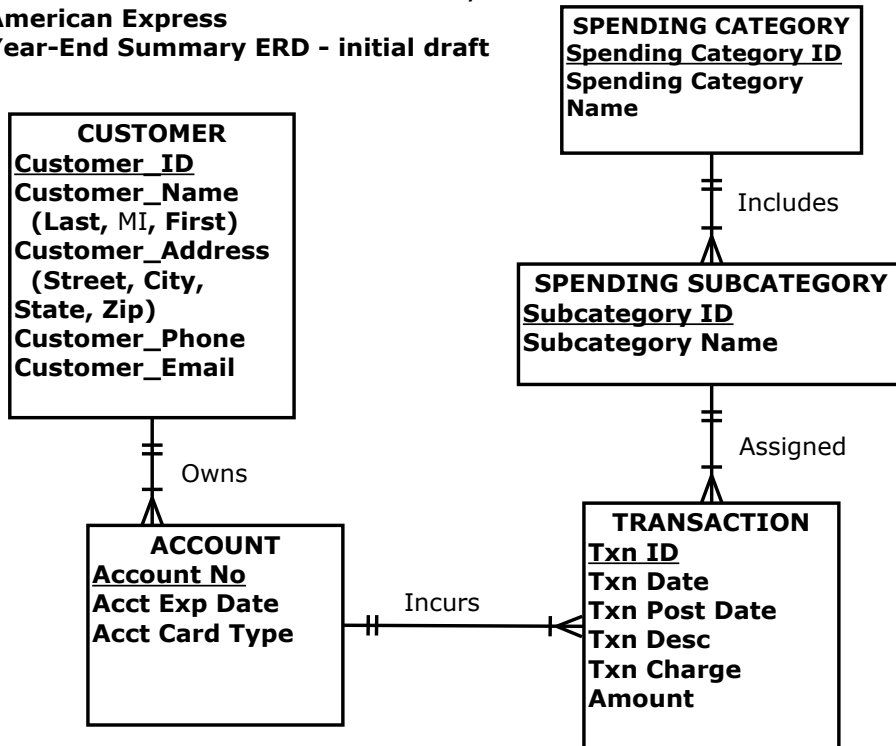 American Express
Year-End Summary ERD - initial draft
SPENDING CATEGORY
Spending Category ID
Spending Category
Name
CUSTOMER
Customer_ID
Customer_Name
(Last, MI, First)
Customer_Address
(Street, City,
State, Zip)
Customer_Phone
Customer_Email
Includes
SPENDING SUBCATEGORY
Subcategory ID
Subcategory Name
Owns
Assigned
ACCOUNT
Account No
Acct Exp Date
Acct Card Type
Incurs
TRANSACTION
Txn ID
Txn Date
Txn Post Date
Txn Desc
Txn Charge
Amount